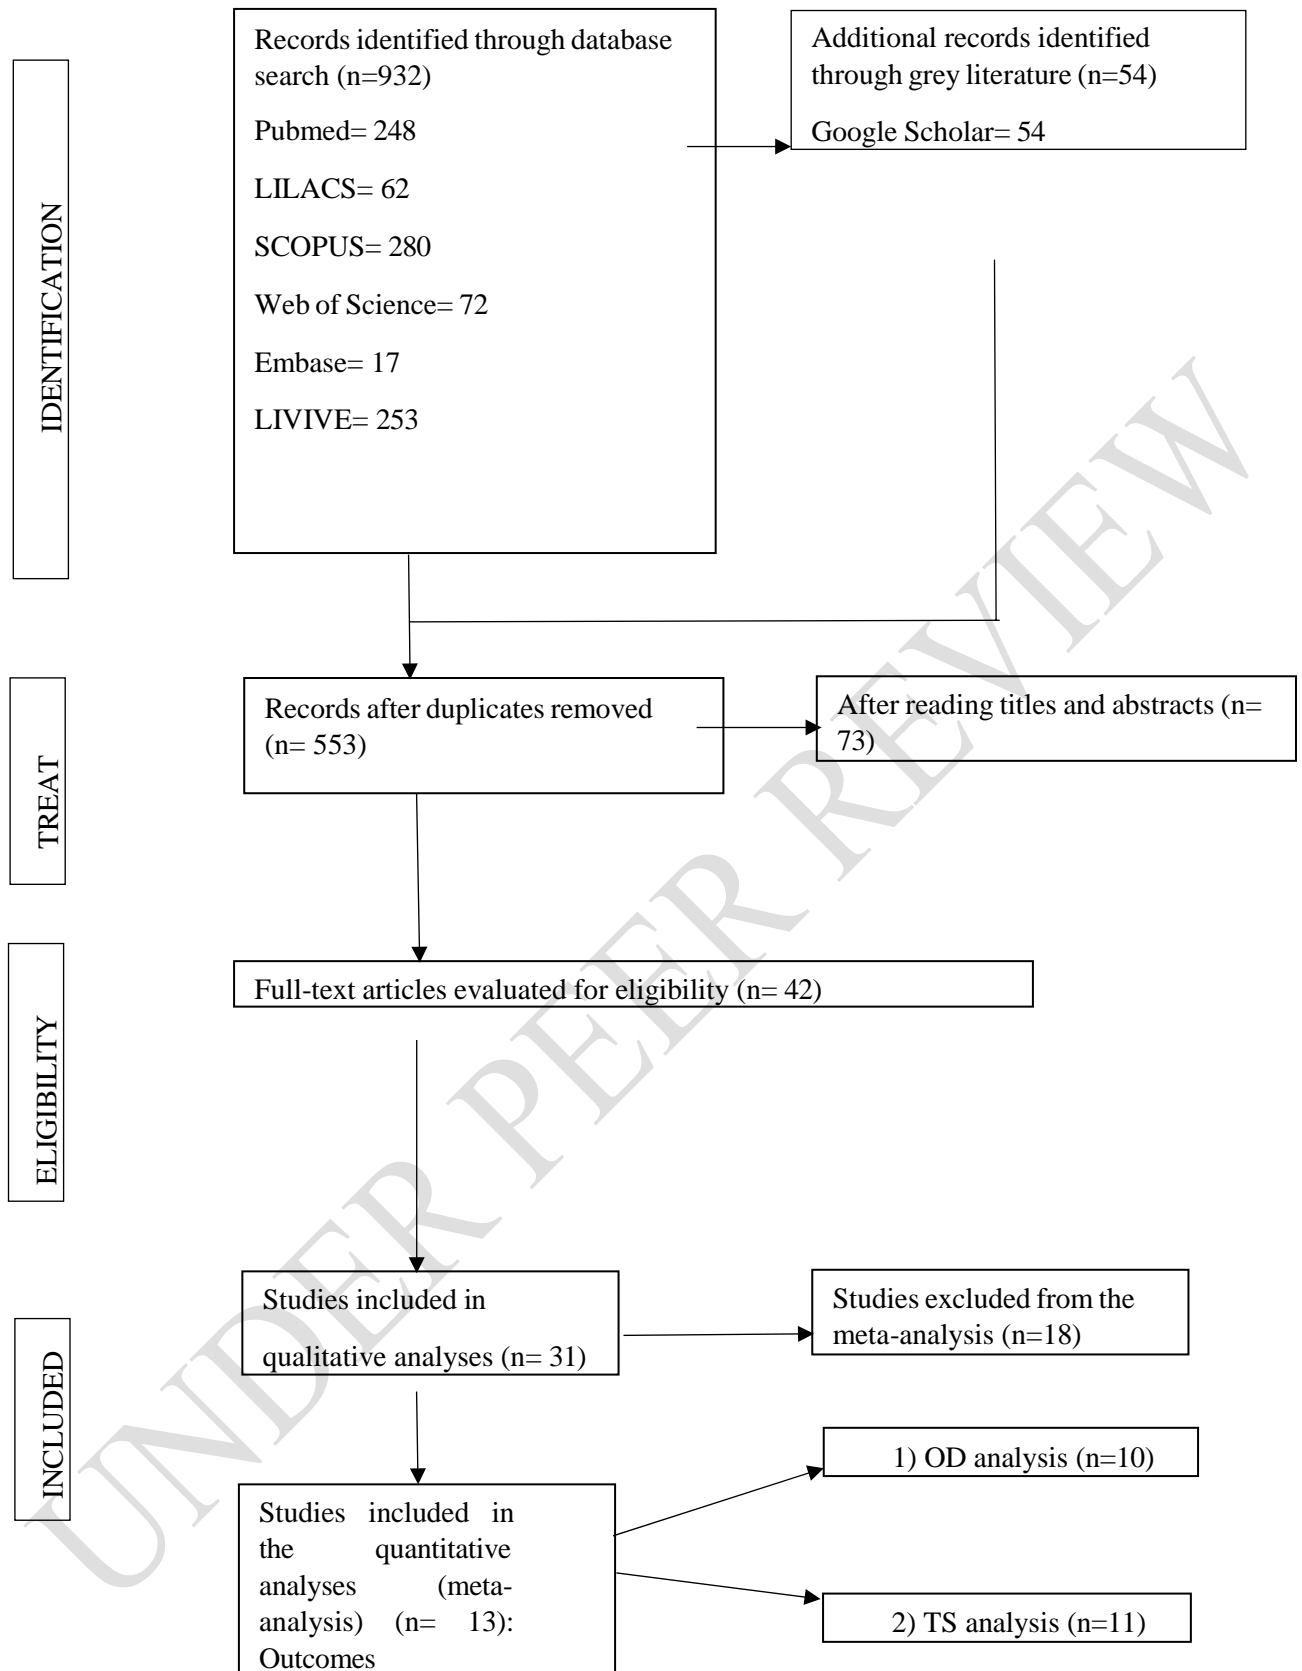 IDENTIFICATION
Records identified through database
search (n=932)
Pubmed= 248
LILACS= 62
SCOPUS= 280
Web of Science= 72
Embase= 17
LIVIVE= 253
Additional records identified
through grey literature (n=54)
Google Scholar= 54
TREAT
Records after duplicates removed
(n= 553)
After reading titles and abstracts (n=
73)
ELIGIBILITY
Full-text articles evaluated for eligibility (n= 42)
INCLUDED
Studies included in
qualitative analyses (n= 31)
Studies excluded from the
meta-analysis (n=18)
Studies included in
the quantitative
analyses (meta-
analysis) (n= 13):
Outcomes
1) OD analysis (n=10)
2) TS analysis (n=11)
UNDER PEER REVIEW